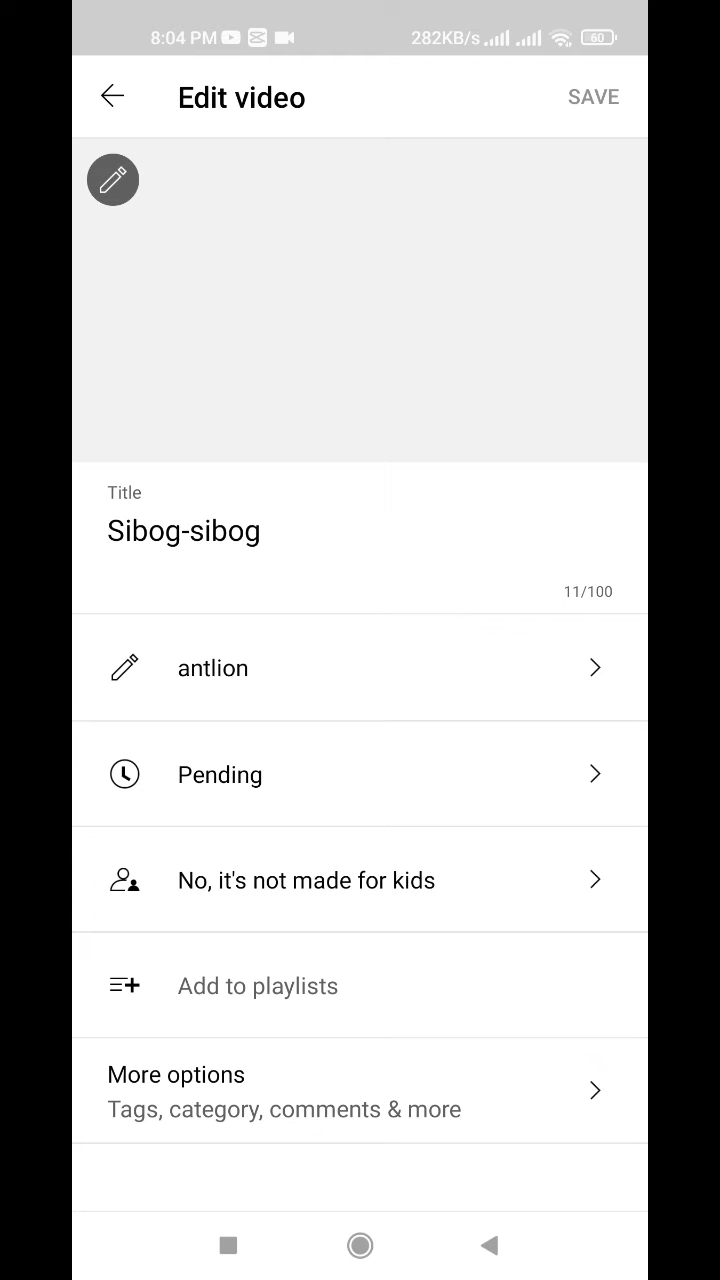 8:04 PM 282KB/s 60
Edit video SAVE
Title
Sibog-sibog
11/100
antlion
Pending
No, it's not made for kids
Add to playlists
More options
Tags, category, comments & more